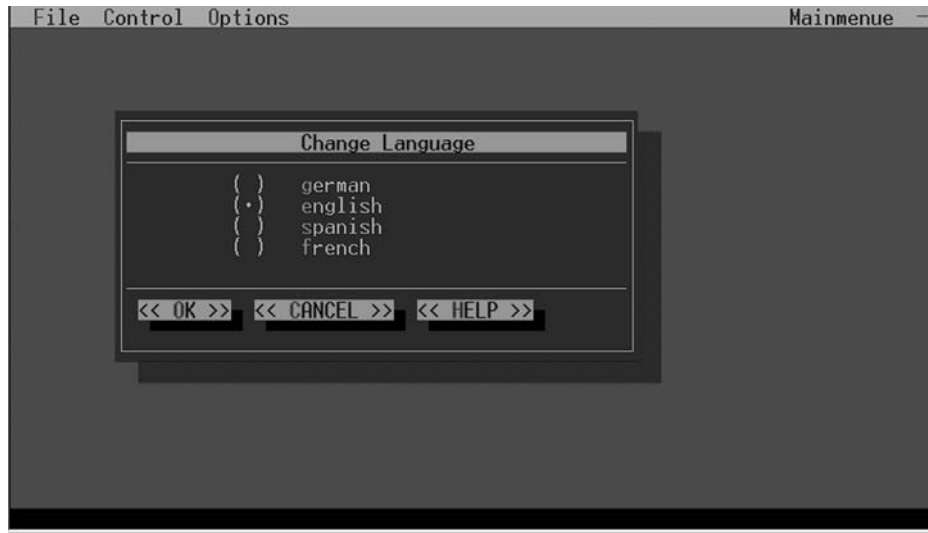 File Control Options Mainmenue
Change Language
( ) german
(•) english
( ) spanish
( ) french
<< OK >> << CANCEL >> << HELP >>